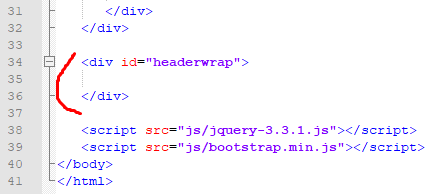 31 </div>
32 </div>
33
34 <div id="headerwrap">
35
36 </div>
37
38 <script src="js/jquery-3.3.1.js"></script>
39 <script src="js/bootstrap.min.js"></script>
40 </body>
41 </html>